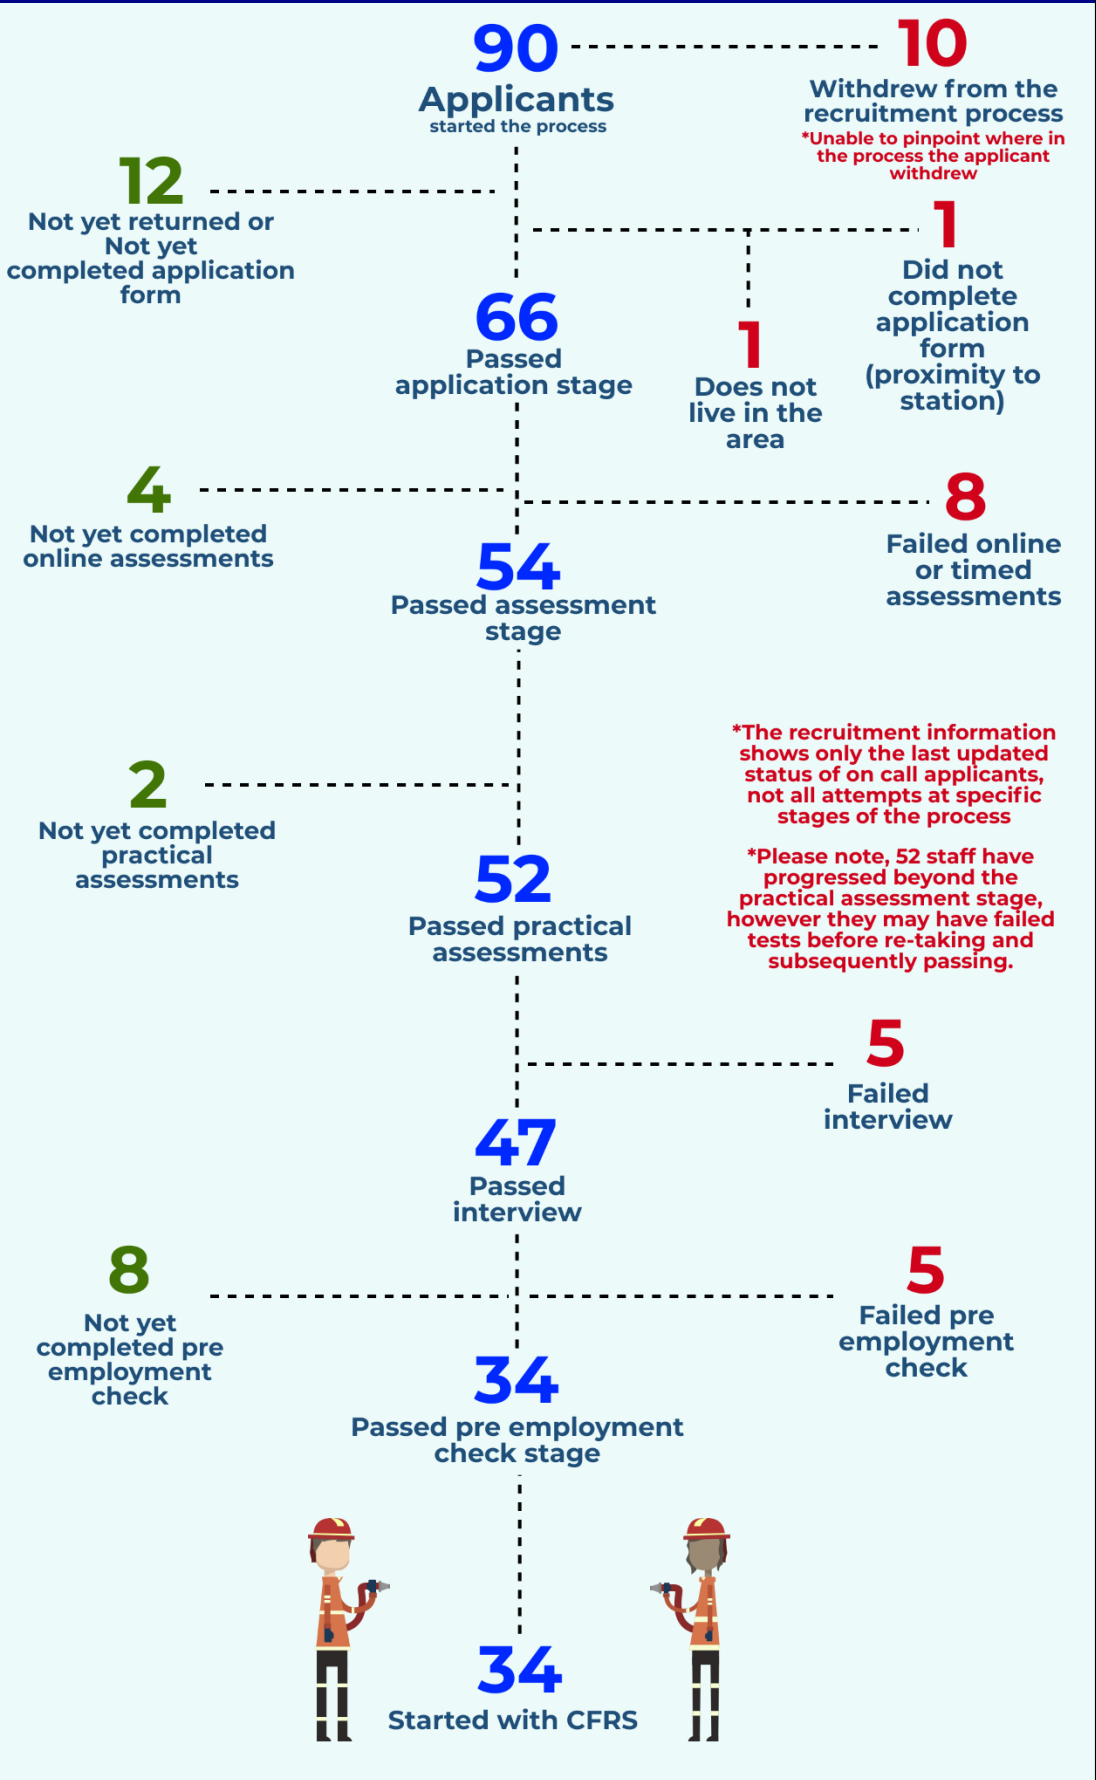 90
Applicants
started the process
10
Withdrew from the
recruitment process
*Unable to pinpoint where in
the process the applicant
withdrew
12
Not yet returned or
Not yet
completed application
form
1
Did not
complete
application
form
(proximity to
station)
1
Does not
live in the
area
66
Passed
application stage
4
Not yet completed
online assessments
8
Failed online
or timed
assessments
54
Passed assessment
stage
*The recruitment information
shows only the last updated
status of on call applicants,
not all attempts at specific
stages of the process
*Please note, 52 staff have
progressed beyond the
practical assessment stage,
however they may have failed
tests before re-taking and
subsequently passing.
2
Not yet completed
practical
assessments
52
Passed practical
assessments
5
Failed
interview
47
Passed
interview
8
Not yet
completed pre
employment
check
5
Failed pre
employment
check
34
Passed pre employment
check stage
34
Started with CFRS